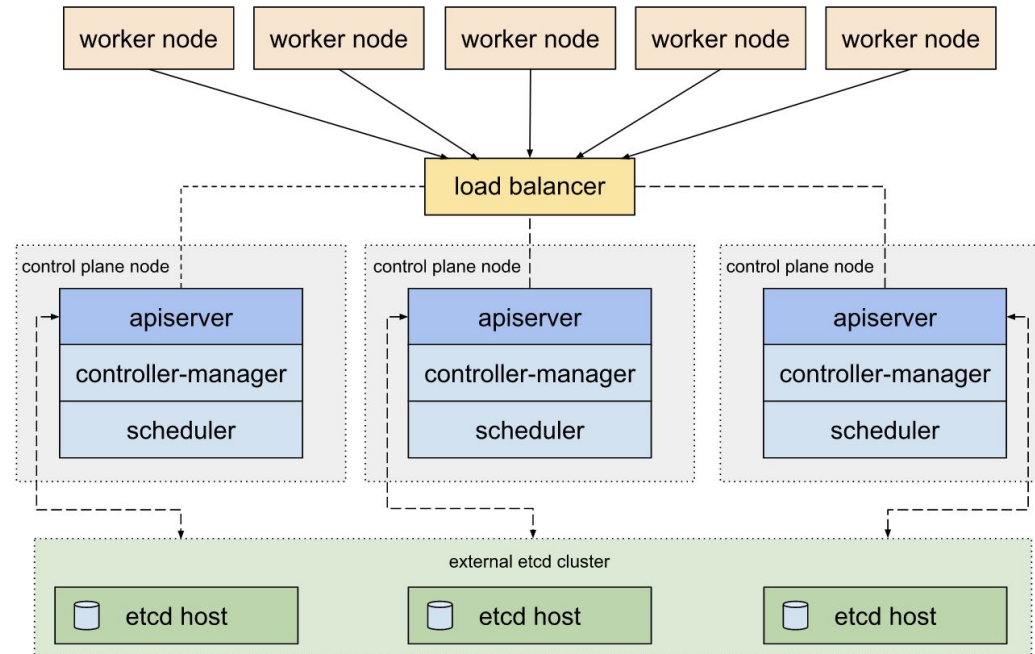 worker node
worker node
worker node
worker node
worker node
load balancer
control plane node
control plane node
control plane node
apiserver
apiserver
apiserver
controller-manager
controller-manager
controller-manager
scheduler
scheduler
scheduler
external etcd cluster
etcd host
etcd host
etcd host